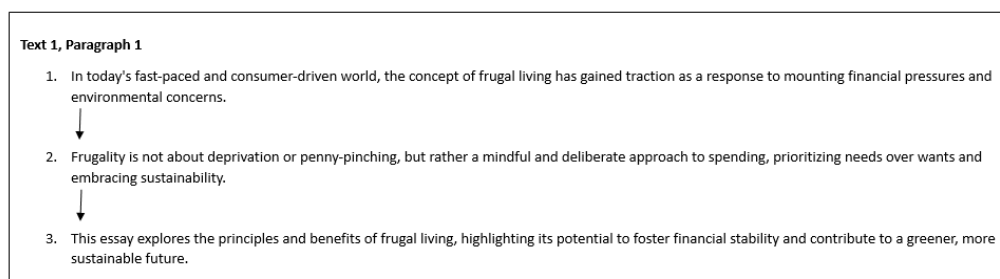 Text 1, Paragraph 1
1. In today's fast-paced and consumer-driven world, the concept of frugal living has gained traction as a response to mounting financial pressures and
environmental concerns.
2. Frugality is not about deprivation or penny-pinching, but rather a mindful and deliberate approach to spending, prioritizing needs over wants and
embracing sustainability.
3. This essay explores the principles and benefits of frugal living, highlighting its potential to foster financial stability and contribute to a greener, more
sustainable future.